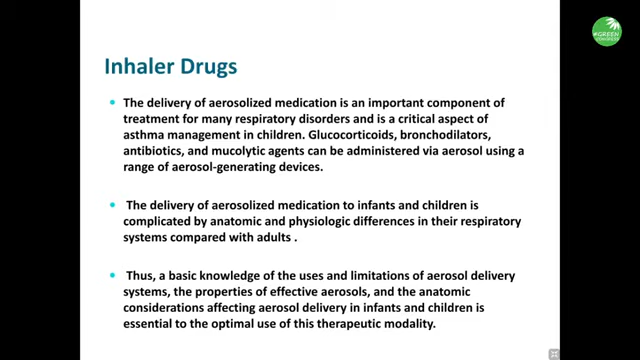 #GREEN
CONGRESS
Inhaler Drugs
The delivery of aerosolized medication is an important component of
treatment for many respiratory disorders and is a critical aspect of
asthma management in children. Glucocorticoids, bronchodilators,
antibiotics, and mucolytic agents can be administered via aerosol using a
range of aerosol-generating devices.
The delivery of aerosolized medication to infants and children is
complicated by anatomic and physiologic differences in their respiratory
systems compared with adults .
Thus, a basic knowledge of the uses and limitations of aerosol delivery
systems, the properties of effective aerosols, and the anatomic
considerations affecting aerosol delivery in infants and children is
essential to the optimal use of this therapeutic modality.